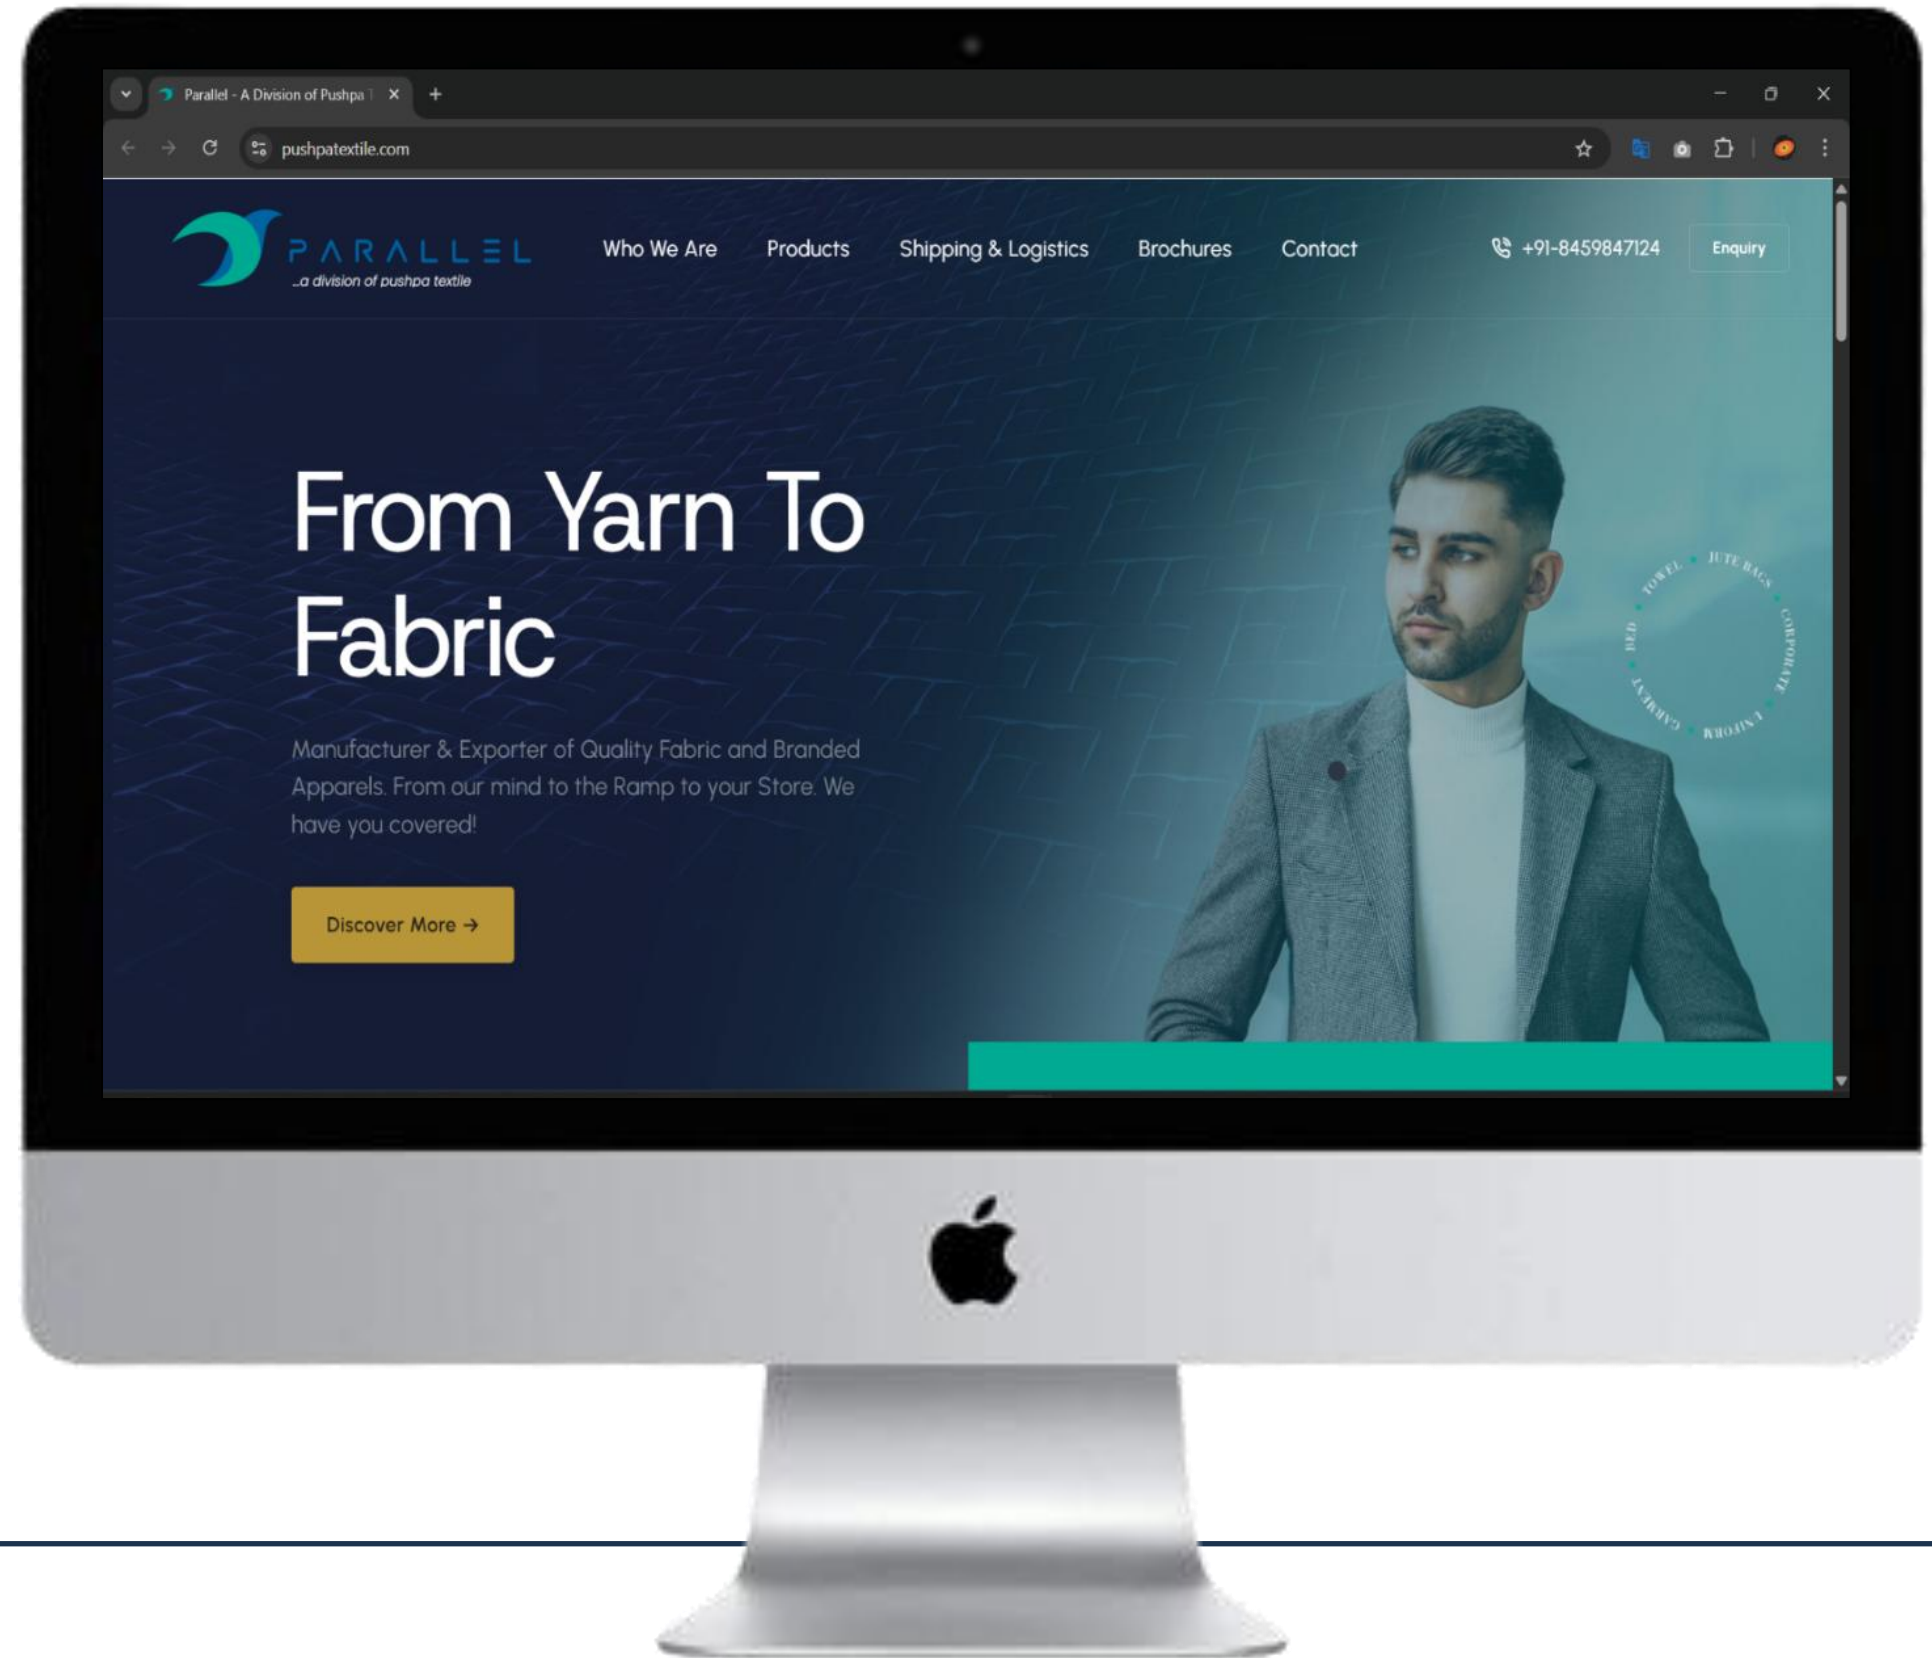 Parallel - A Division of Pushpa T
pushpatextile.com
PARALLEL
...a division of pushpa textile
Who We Are
Products
Shipping & Logistics
Brochures
Contact
+91-8459847124
Enquiry
From Yarn To
Fabric
Manufacturer & Exporter of Quality Fabric and Branded
Apparels. From our mind to the Ramp to your Store. We
have you covered!
Discover More →
TOWEL • JUTE BAGS • CORPORATE • UNIFORM • GARMENT • BED •